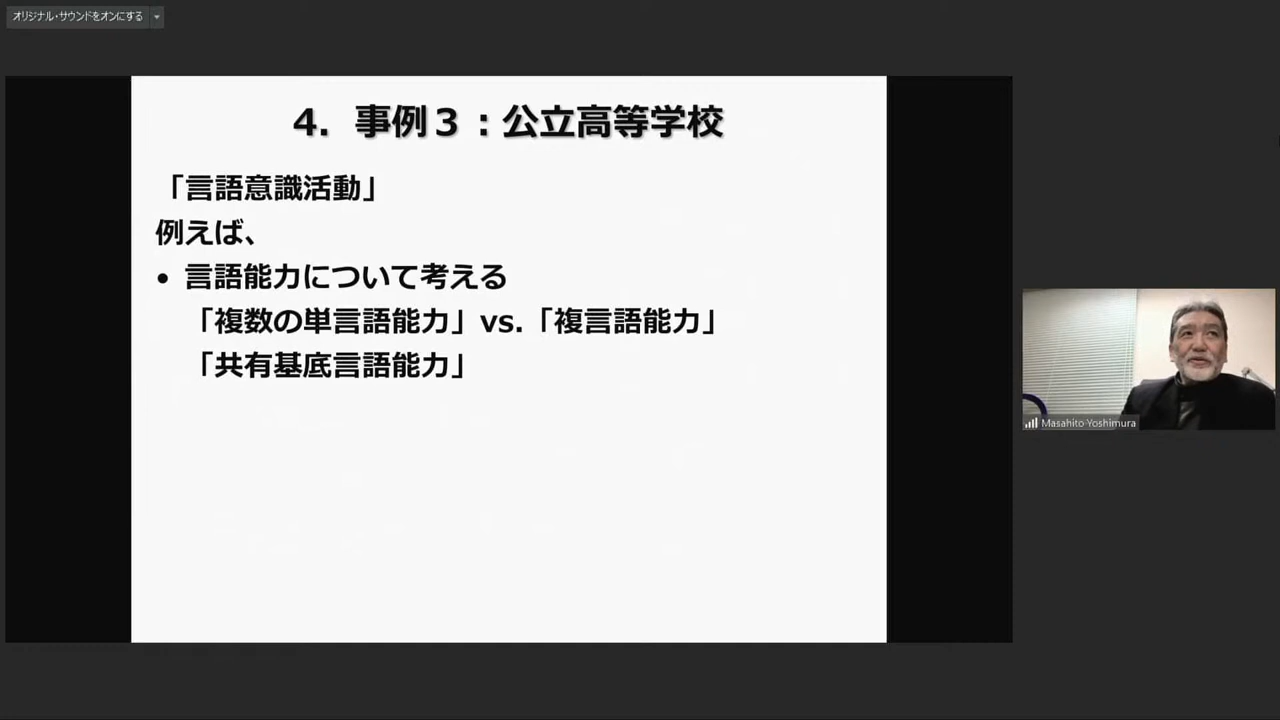 オリジナル・サウンドをオンにする
4．事例３：公立高等学校
「言語意識活動」
例えば、
• 言語能力について考える
「複数の単言語能力」vs.「複言語能力」
「共有基底言語能力」
Masahito Yoshimura